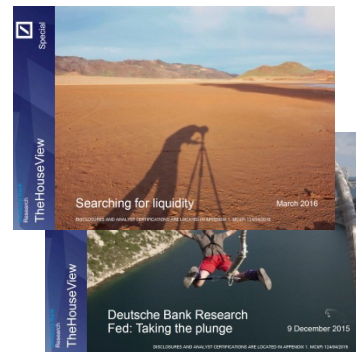 Special
Research
TheHouseView
Searching for liquidity
March 2016
DISCLOSURES AND ANALYST CERTIFICATIONS ARE LOCATED IN APPENDIX 1. MCI(P) 124/04/2015
Research
TheHouseView
Deutsche Bank Research
Fed: Taking the plunge
9 December 2015
DISCLOSURES AND ANALYST CERTIFICATIONS ARE LOCATED IN APPENDIX 1. MCI(P) 124/04/2015